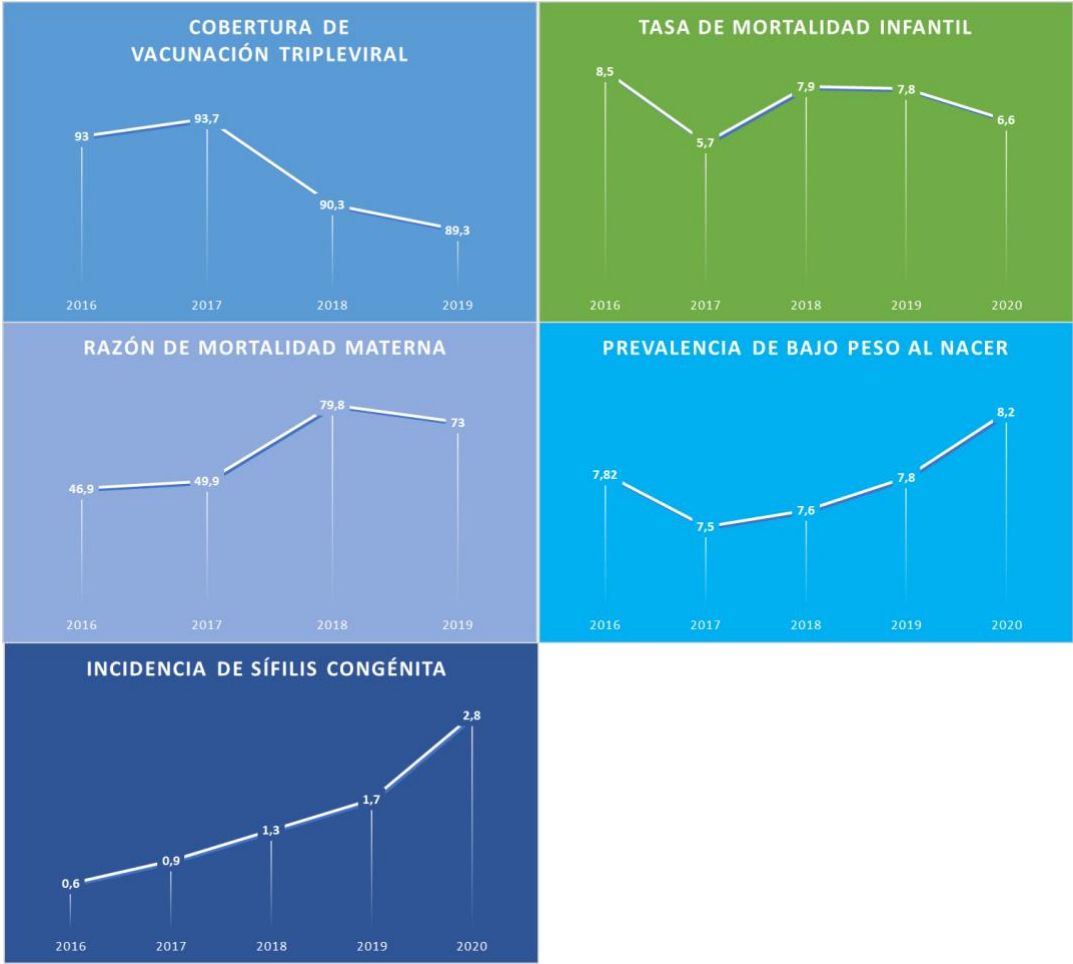 COBERTURA DE
VACUNACIÓN TRIPLEVIRAL
93
93,7
90,3
89,3
2016 2017 2018 2019
TASA DE MORTALIDAD INFANTIL
8,5
5,7
7,9
7,8
6,6
2016 2017 2018 2019 2020
RAZÓN DE MORTALIDAD MATERNA
46,9
49,9
79,8
73
2016 2017 2018 2019
PREVALENCIA DE BAJO PESO AL NACER
7,82
7,5
7,6
7,8
8,2
2016 2017 2018 2019 2020
INCIDENCIA DE SÍFILIS CONGÉNITA
0,6
0,9
1,3
1,7
2,8
2016 2017 2018 2019 2020